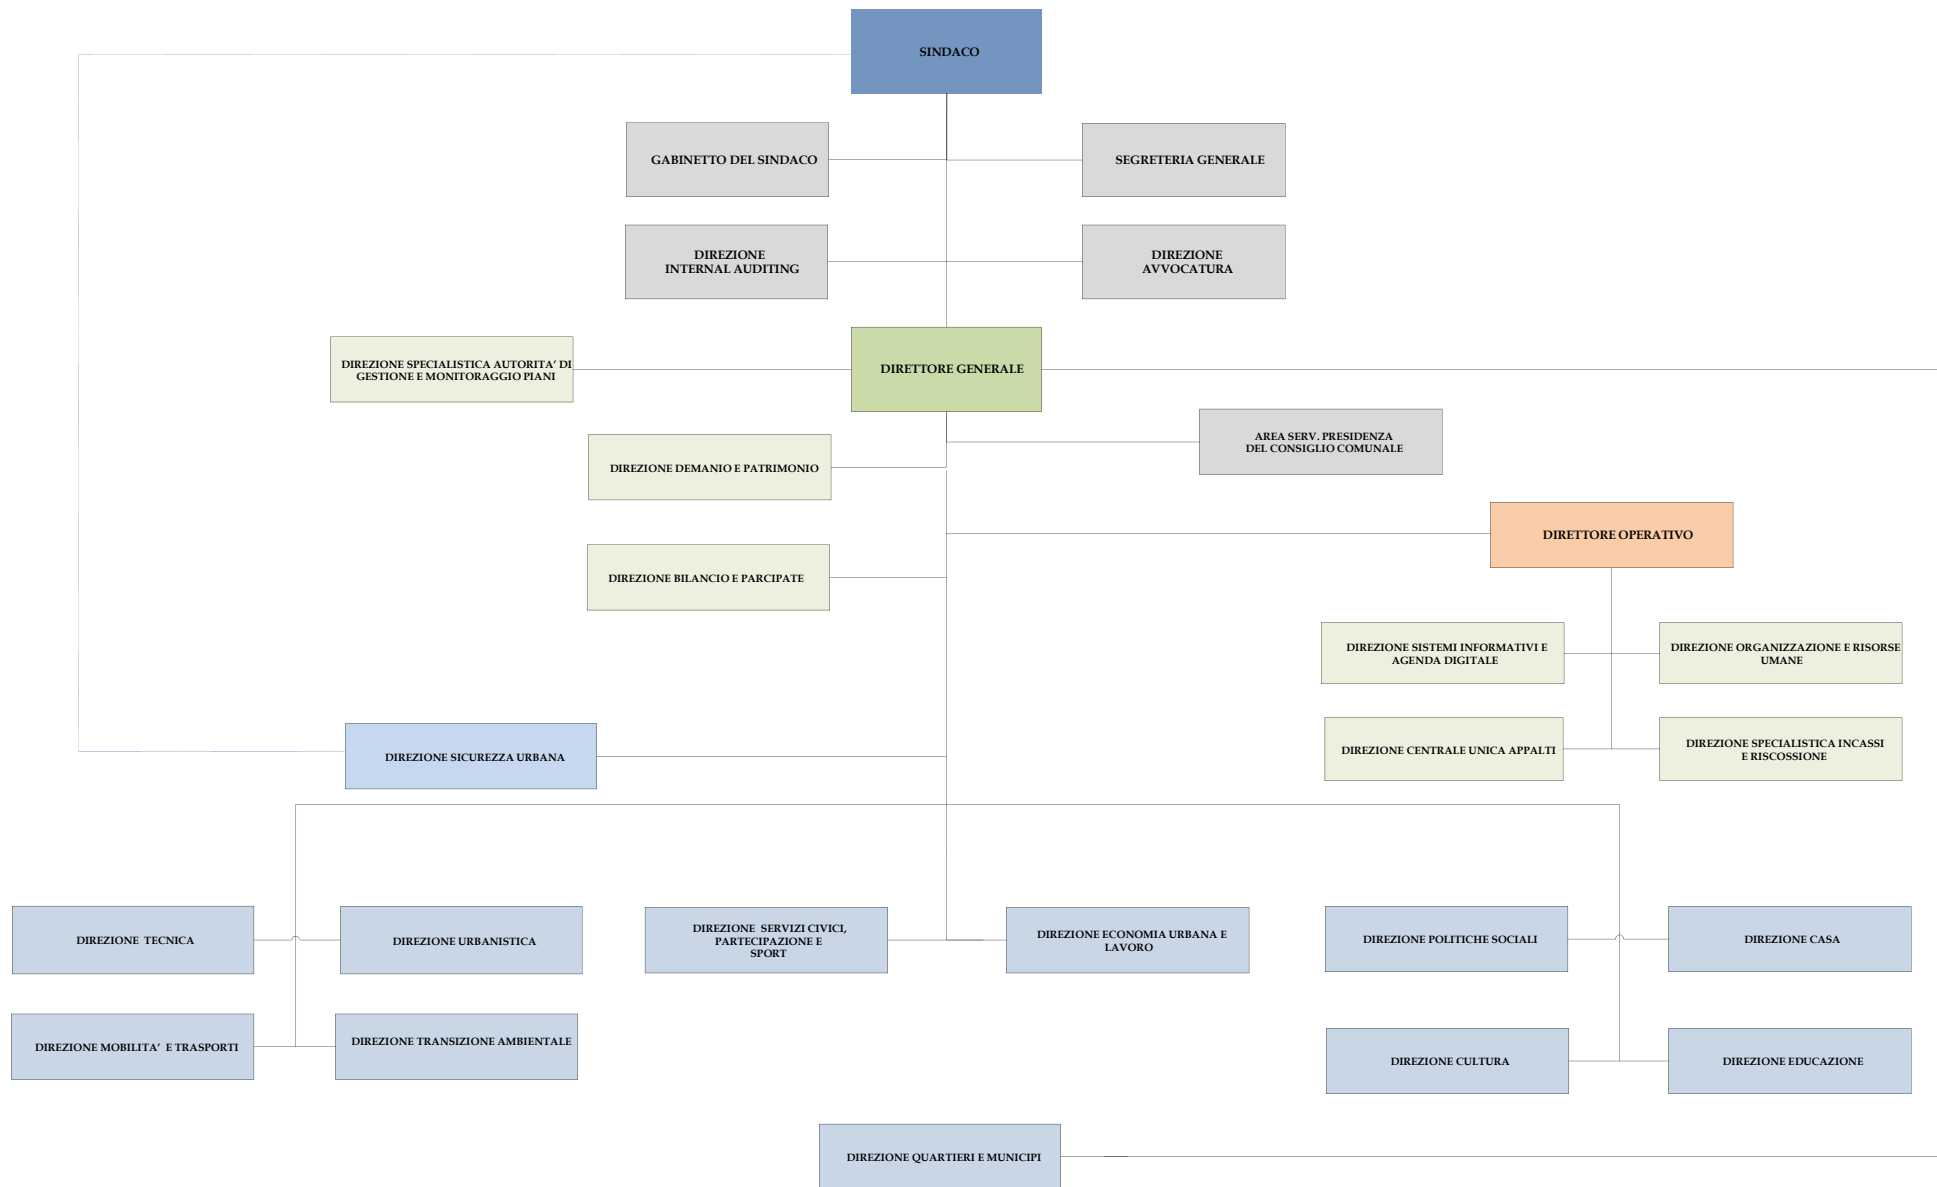 SINDACO
GABINETTO DEL SINDACO
SEGRETERIA GENERALE
DIREZIONE
INTERNAL AUDITING
DIREZIONE
AVVOCATURA
DIREZIONE SPECIALISTICA AUTORITA’ DI
GESTIONE E MONITORAGGIO PIANI
DIRETTORE GENERALE
AREA SERV. PRESIDENZA
DEL CONSIGLIO COMUNALE
DIREZIONE DEMANIO E PATRIMONIO
DIRETTORE OPERATIVO
DIREZIONE BILANCIO E PARCIPATE
DIREZIONE SISTEMI INFORMATIVI E
AGENDA DIGITALE
DIREZIONE ORGANIZZAZIONE E RISORSE
UMANE
DIREZIONE SICUREZZA URBANA
DIREZIONE CENTRALE UNICA APPALTI
DIREZIONE SPECIALISTICA INCASSI
E RISCOSSIONE
DIREZIONE TECNICA
DIREZIONE URBANISTICA
DIREZIONE SERVIZI CIVICI,
PARTECIPAZIONE E
SPORT
DIREZIONE ECONOMIA URBANA E
LAVORO
DIREZIONE POLITICHE SOCIALI
DIREZIONE CASA
DIREZIONE MOBILITA’ E TRASPORTI
DIREZIONE TRANSIZIONE AMBIENTALE
DIREZIONE CULTURA
DIREZIONE EDUCAZIONE
DIREZIONE QUARTIERI E MUNICIPI